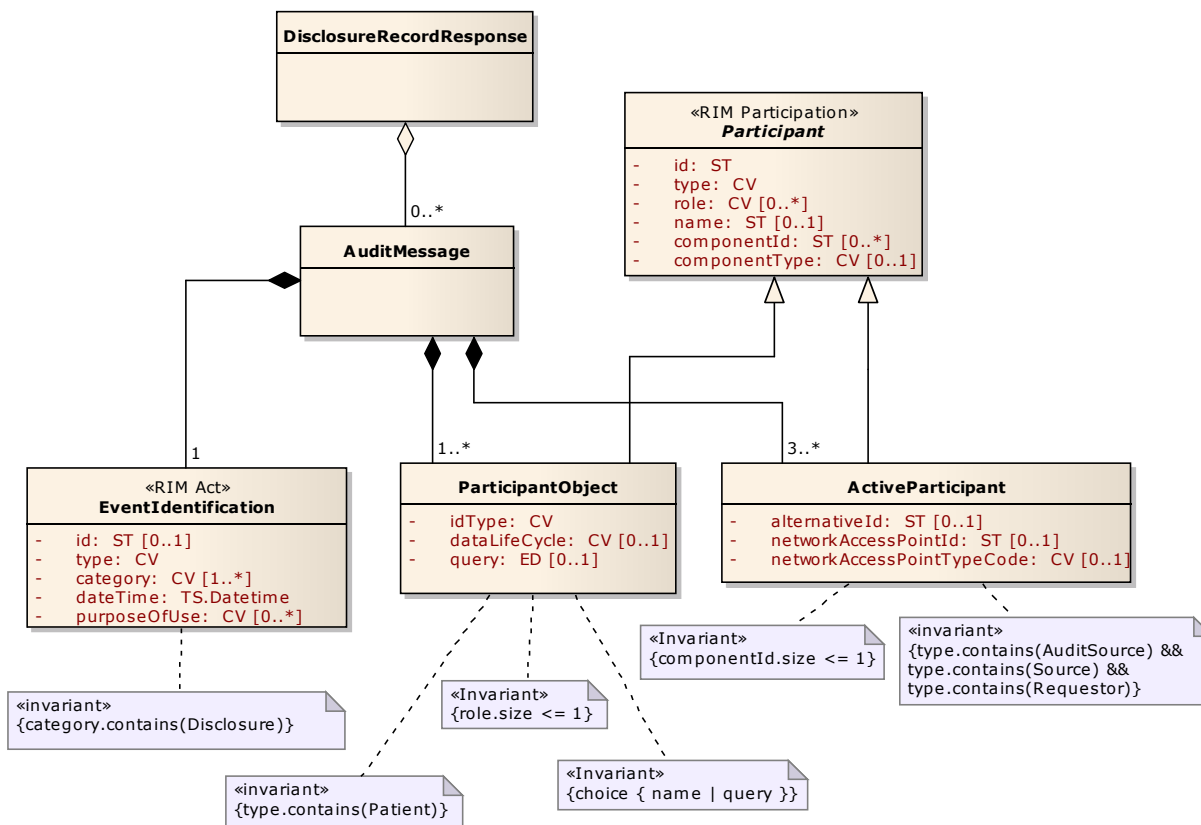 DisclosureRecordResponse
«RIM Participation»
Participant
- id: ST
- type: CV
- role: CV [0..*]
- name: ST [0..1]
- componentId: ST [0..*]
- componentType: CV [0..1]
0..*
AuditMessage
1
1..*
3..*
«RIM Act»
EventIdentification
- id: ST [0..1]
- type: CV
- category: CV [1..*]
- dateTime: TS.Datetime
- purposeOfUse: CV [0..*]
ParticipantObject
- idType: CV
- dataLifeCycle: CV [0..1]
- query: ED [0..1]
ActiveParticipant
- alternativeId: ST [0..1]
- networkAccessPointId: ST [0..1]
- networkAccessPointTypeCode: CV [0..1]
«invariant»
{category.contains(Disclosure)}
«Invariant»
{role.size <= 1}
«Invariant»
{componentId.size <= 1}
«invariant»
{type.contains(AuditSource) &&
type.contains(Source) &&
type.contains(Requestor)}
«invariant»
{type.contains(Patient)}
«Invariant»
{choice { name | query }}